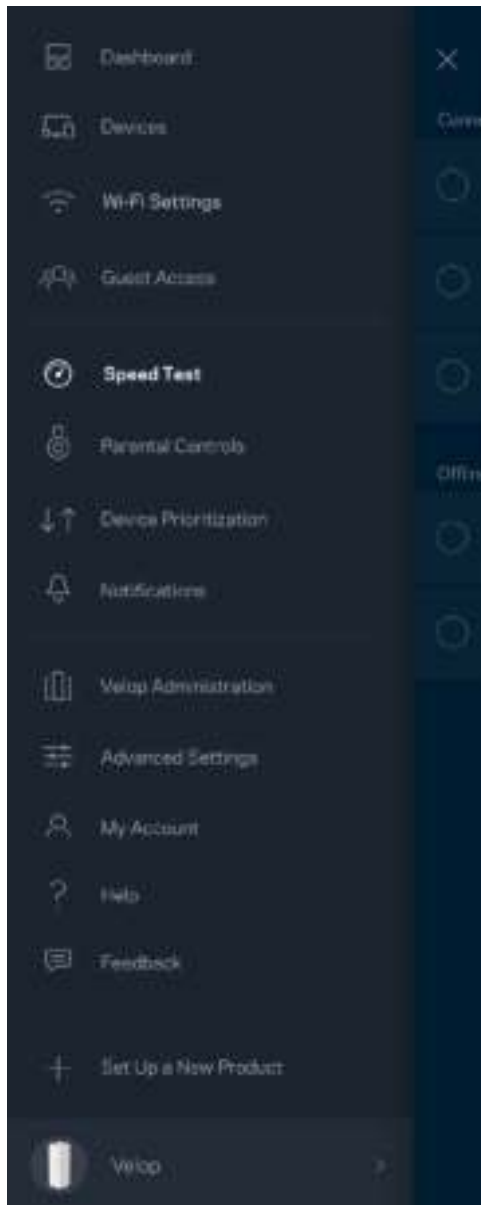 Dashboard
Devices
Wi-Fi Settings
Guest Access
Speed Test
Parental Controls
Device Prioritization
Notifications
Velop Administration
Advanced Settings
My Account
Help
Feedback
Set Up a New Product
Velop